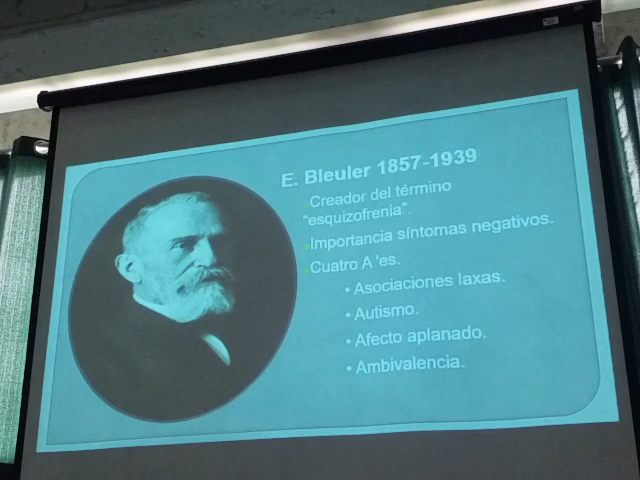 E. Bleuler 1857-1939
Creador del término
“esquizofrenia”.
Importancia síntomas negativos.
Cuatro A 'es.
• Asociaciones laxas.
• Autismo.
• Afecto aplanado.
• Ambivalencia.